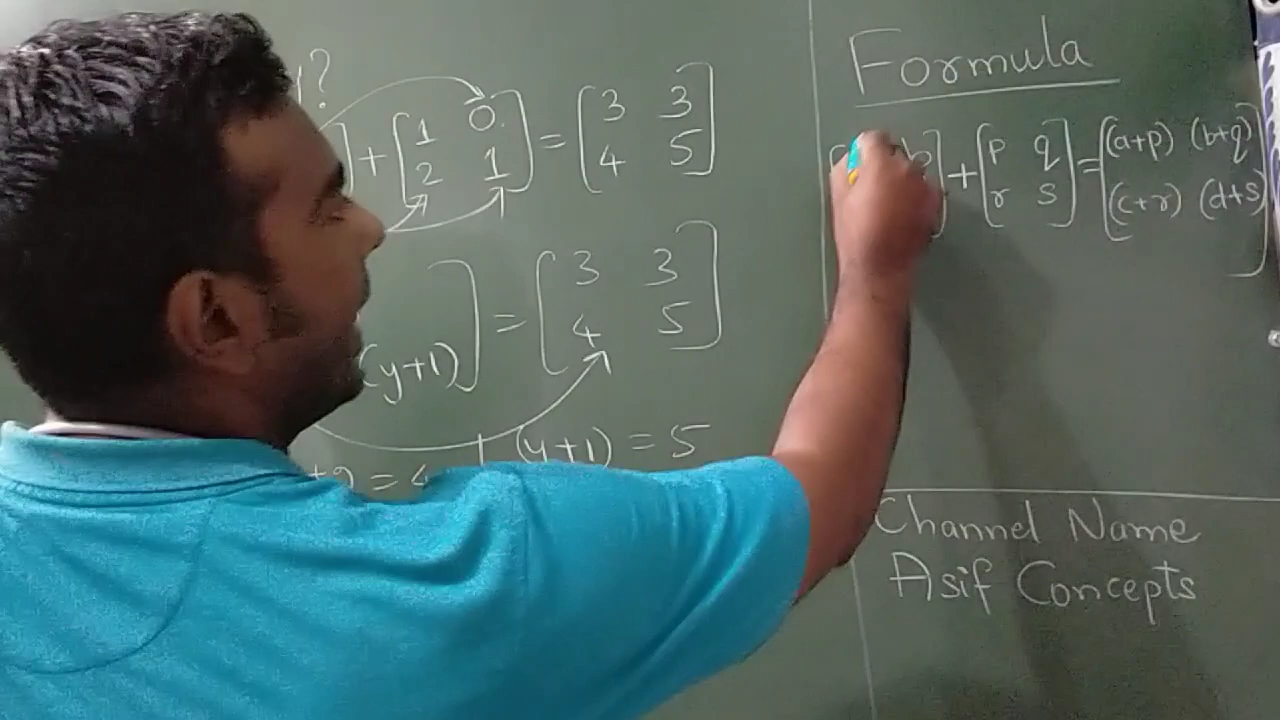 ?
] + [1 0. = [3 3
2 1] 4 5]
] = [3 3
(y+1) 4 5]
= 4 (y+1) = 5
Formula
b] + [p q = [(a+p) (b+q)
r s] (c+r) (d+s)]
Channel Name
Asif Concepts